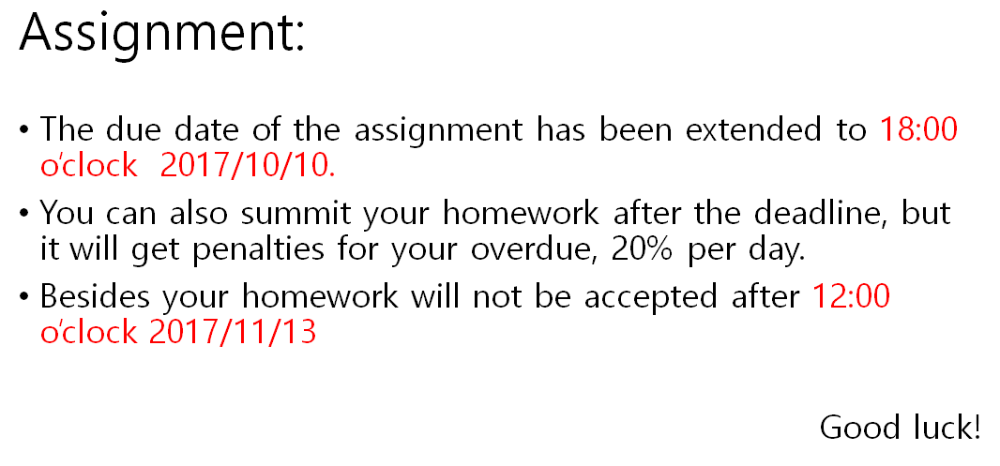 Assignment:
• The due date of the assignment has been extended to 18:00
o‘clock  2017/10/10.
• You can also summit your homework after the deadline, but
it will get penalties for your overdue, 20% per day.
• Besides your homework will not be accepted after 12:00
o‘clock 2017/11/13
Good luck!